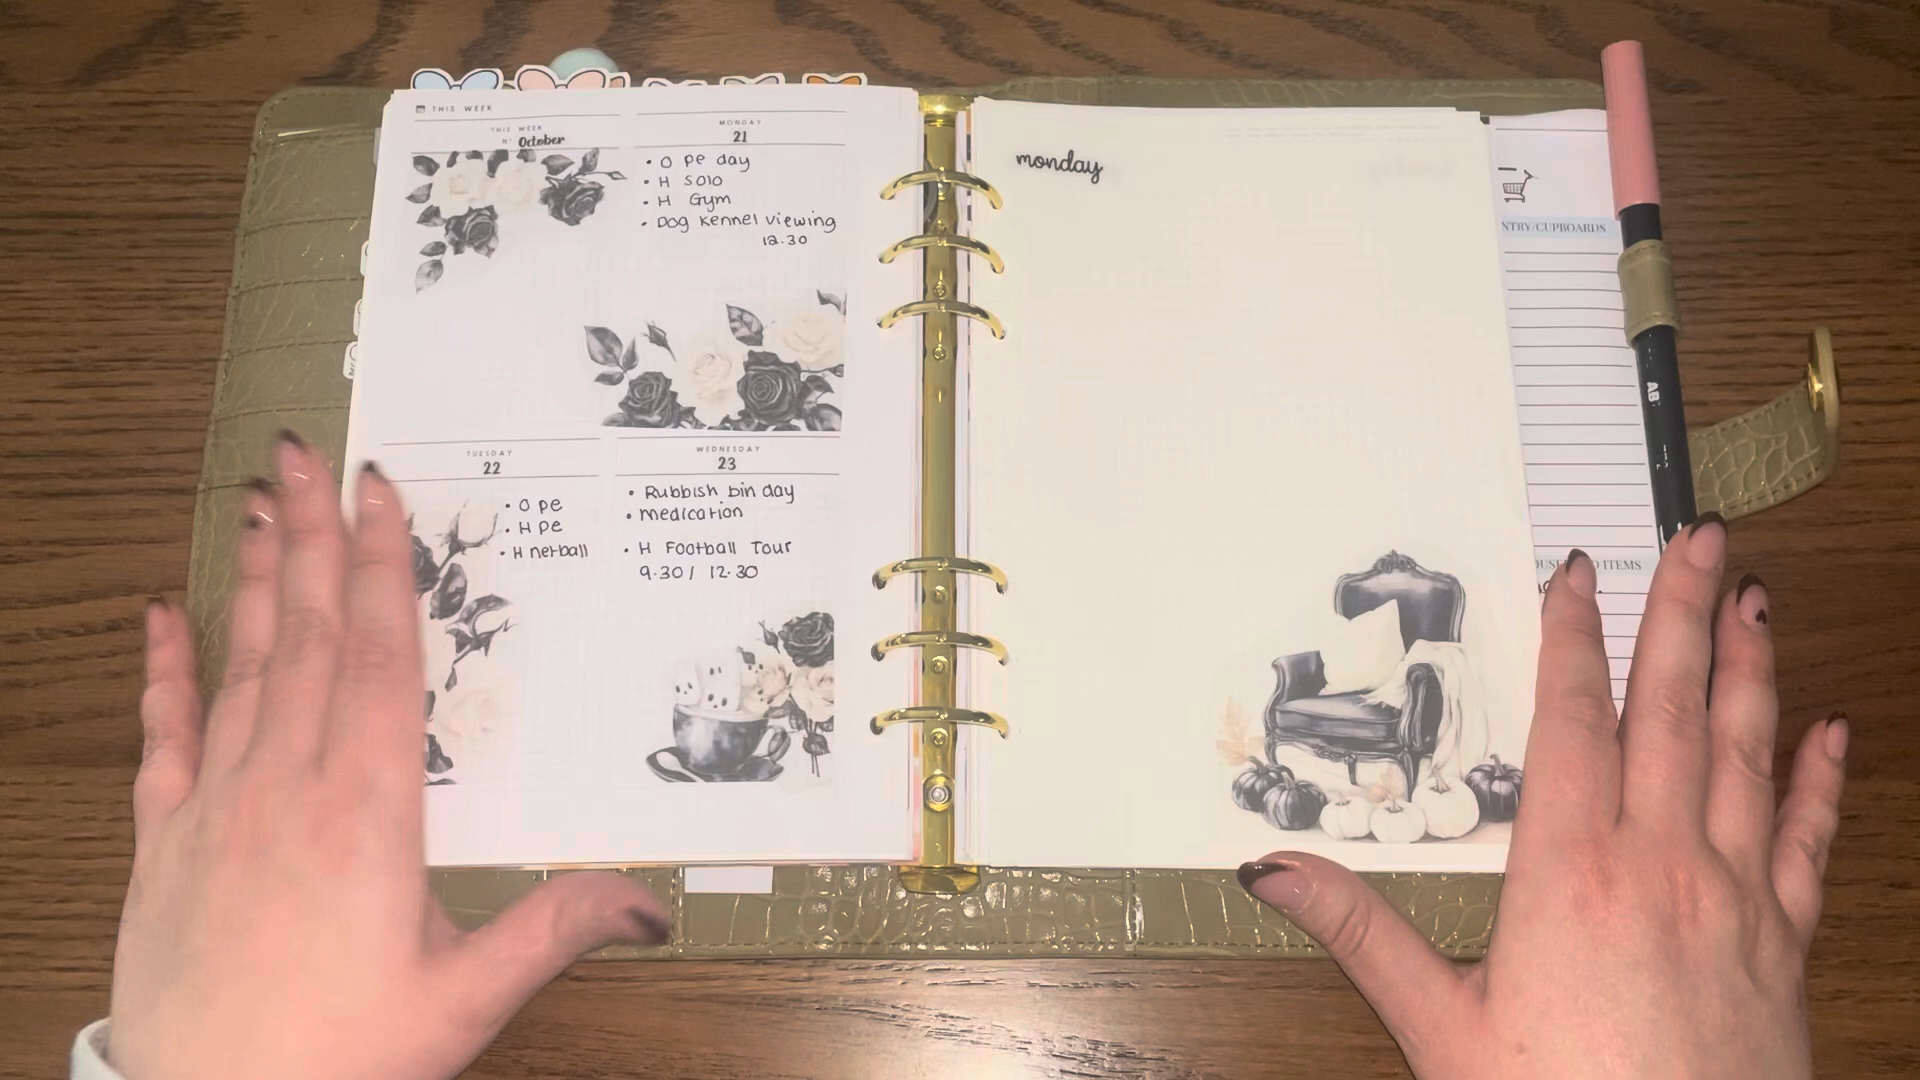 THIS WEEK
THIS WEEK
N° October
MONDAY
21
• O pe day
• H Solo
• H Gym
• Dog kennel viewing
12.30
TUESDAY
22
• O pe
• H pe
• H netball
WEDNESDAY
23
• Rubbish bin day
• medication
• H Football Tour
9.30 / 12.30
monday
NTRY/CUPBOARDS
AB
D ITEMS